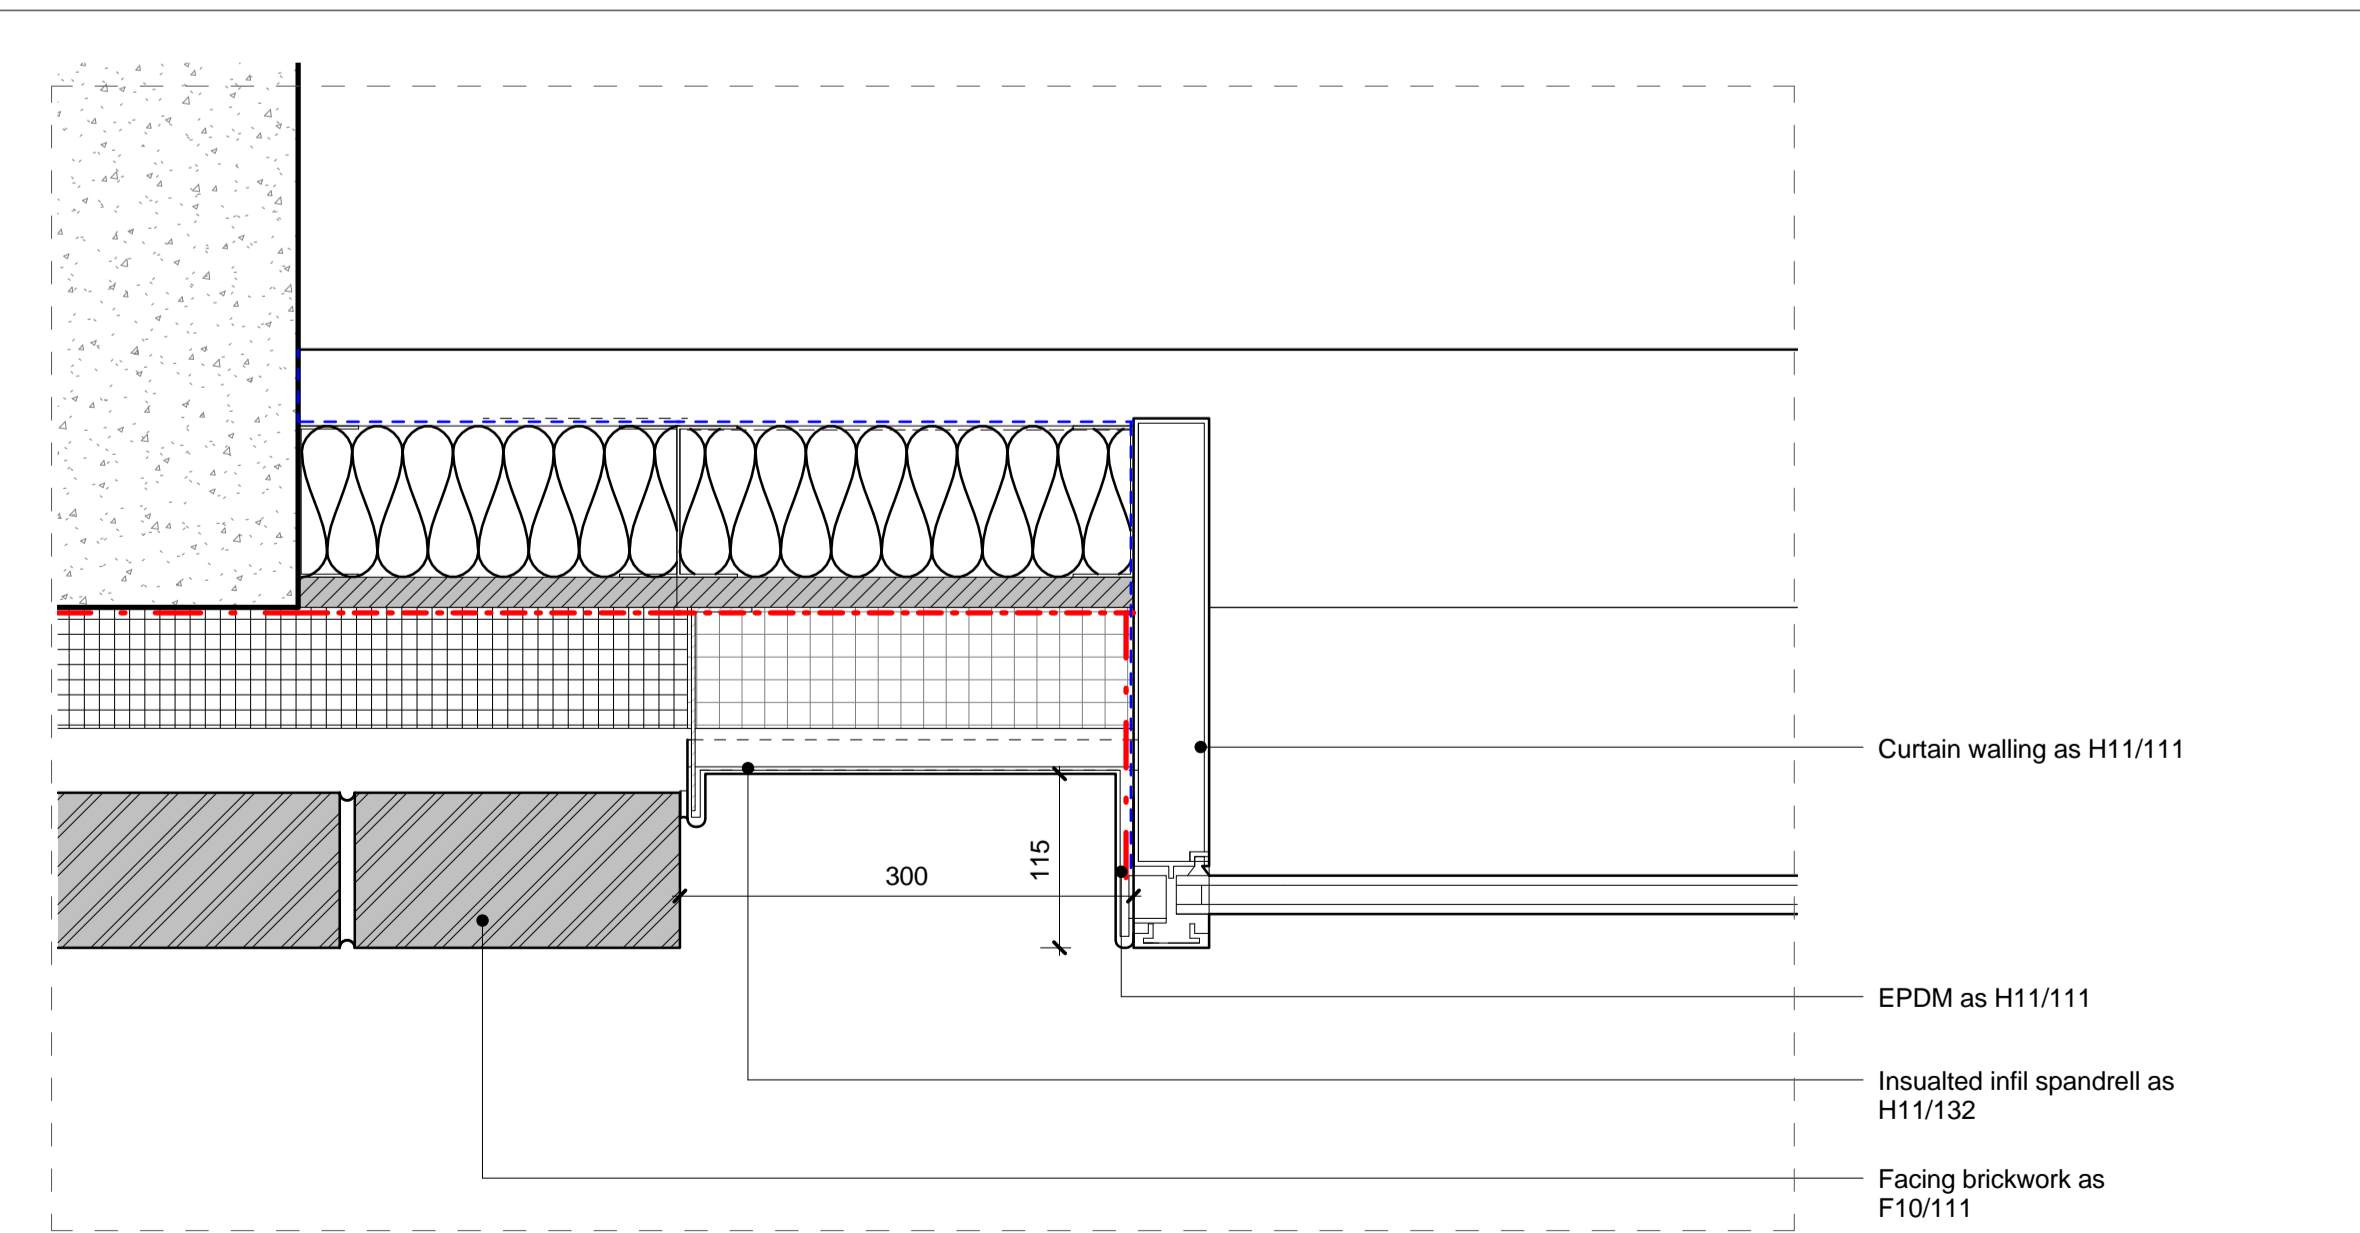 Curtain walling as H11/111
115
300
EPDM as H11/111
Insualted infil spandrell as
H11/132
Facing brickwork as
F10/111